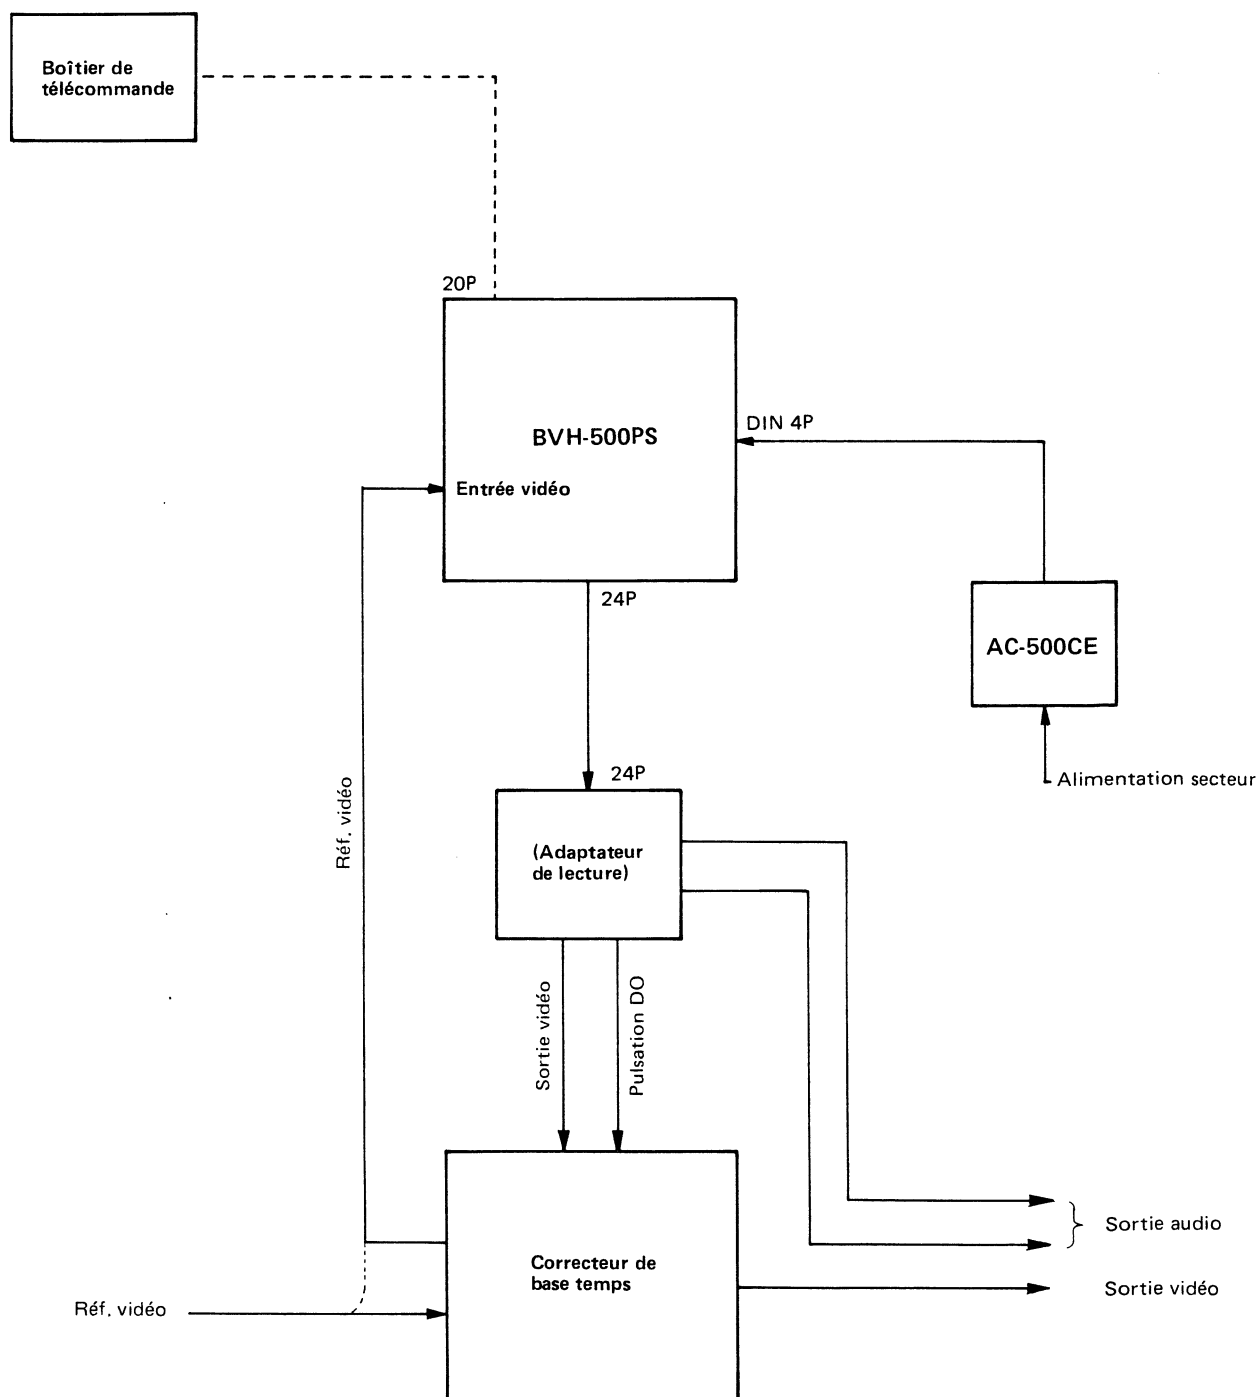 Boîtier de
télécommande
20P
BVH-500PS
DIN 4P
Entrée vidéo
24P
AC-500CE
24P
Alimentation secteur
Réf. vidéo
(Adaptateur
de lecture)
Sortie vidéo
Pulsation DO
Sortie audio
Correcteur de
base temps
Sortie vidéo
Réf. vidéo